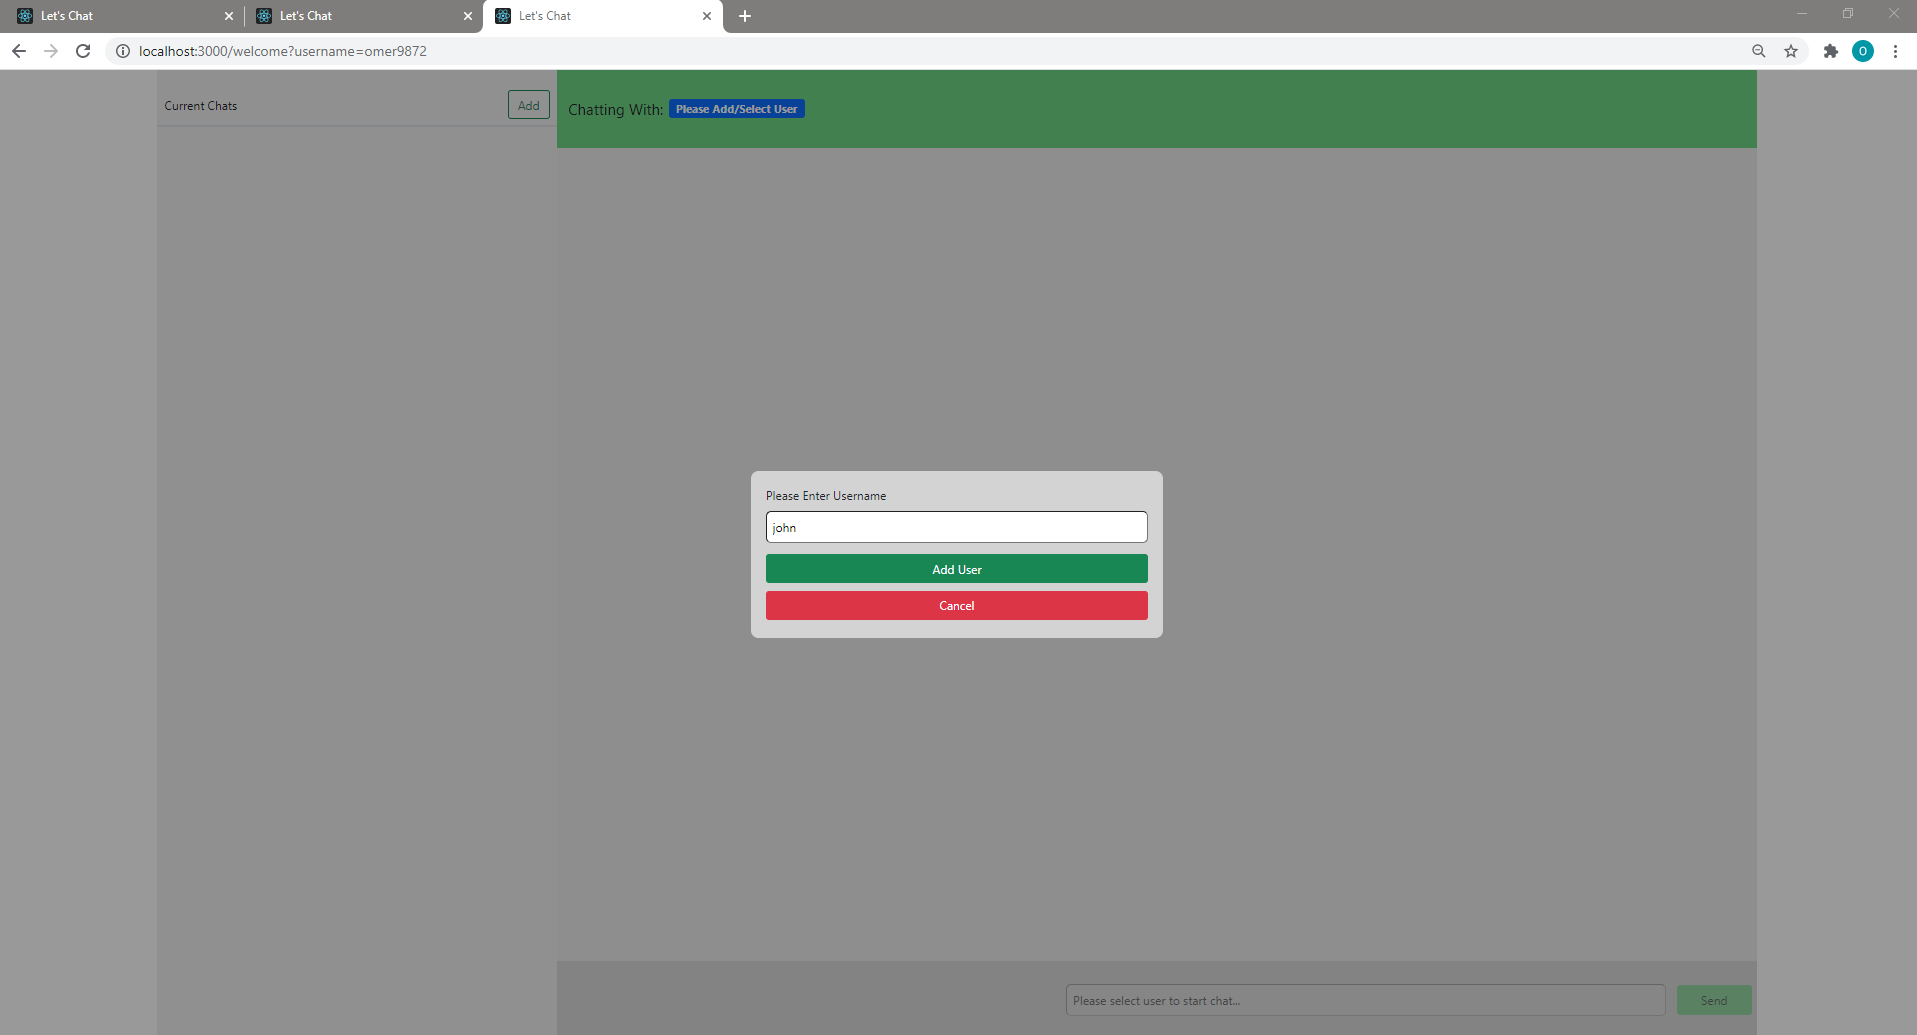 Let's Chat
Let's Chat
Let's Chat
localhost:3000/welcome?username=omer9872
O
Current Chats
Add
Chatting With: Please Add/Select User
Please Enter Username
john
Add User
Cancel
Please select user to start chat...
Send